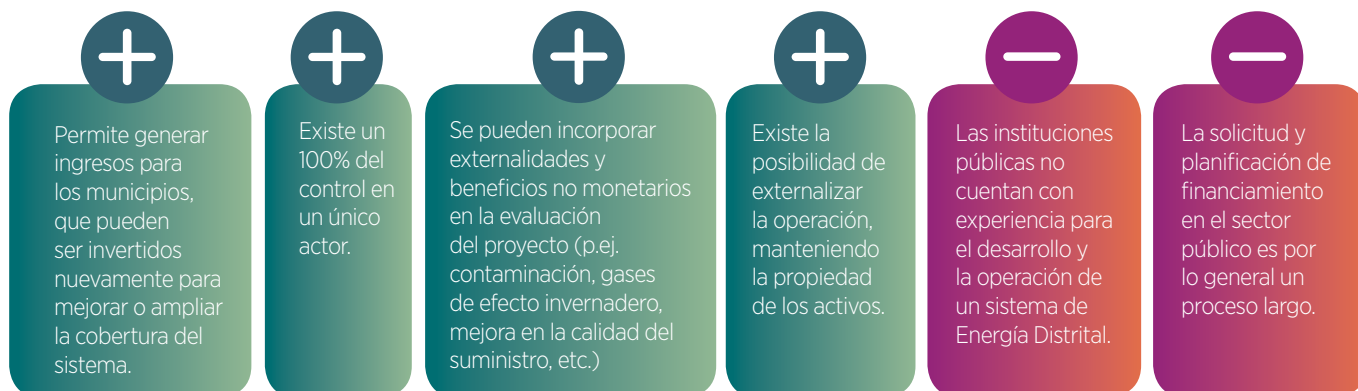 Permite generar
ingresos para
los municipios,
que pueden
ser invertidos
nuevamente para
mejorar o ampliar
la cobertura del
sistema.
Existe un
100% del
control en
un único
actor.
Se pueden incorporar
externalidades y
beneficios no monetarios
en la evaluación
del proyecto (p.ej.
contaminación, gases
de efecto invernadero,
mejora en la calidad del
suministro, etc.)
Existe la
posibilidad de
externalizar
la operación,
manteniendo
la propiedad
de los activos.
Las instituciones
públicas no
cuentan con
experiencia para
el desarrollo y
la operación de
un sistema de
Energía Distrital.
La solicitud y
planificación de
financiamiento
en el sector
público es por
lo general un
proceso largo.